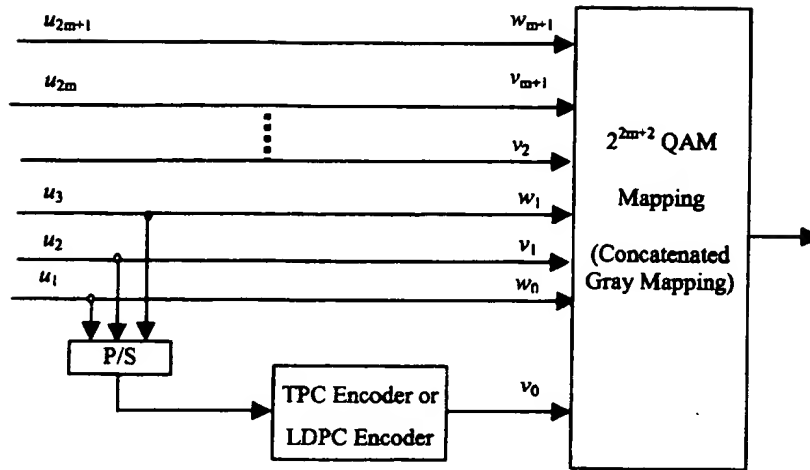 u2m+1 wm+1
u2m vm+1
v2
u3 w1
u2 v1
u1 w0
2^2m+2 QAM
Mapping
(Concatenated
Gray Mapping)
P/S
TPC Encoder or
LDPC Encoder
v0